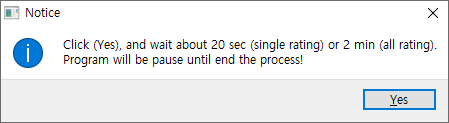 Notice
Click (Yes), and wait about 20 sec (single rating) or 2 min (all rating).
Program will be pause until end the process!
Yes